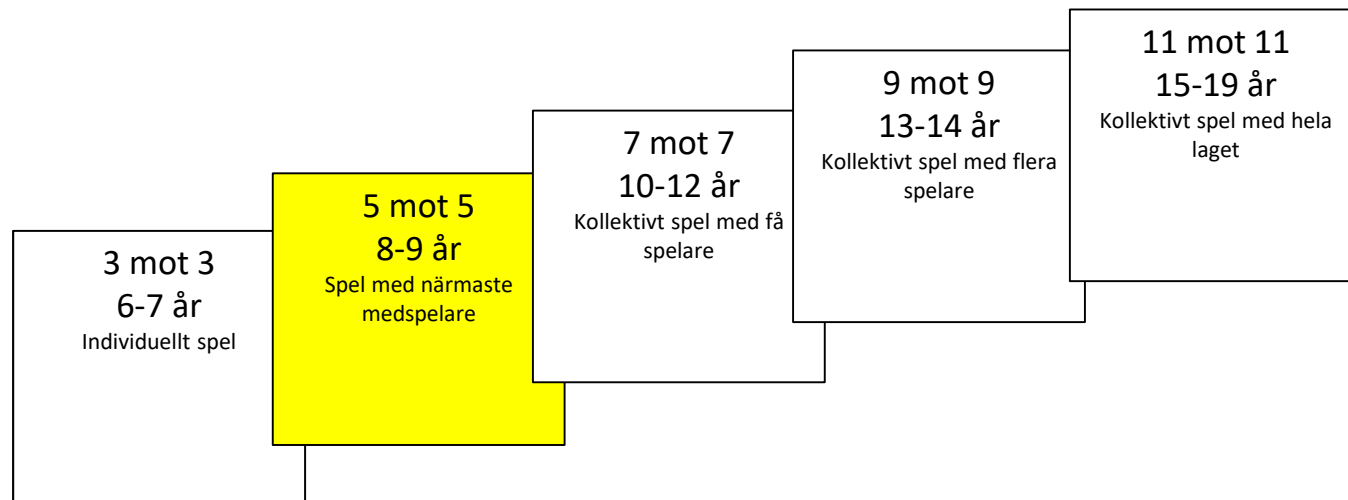 3 mot 3
6-7 år
Individuellt spel
5 mot 5
8-9 år
Spel med närmaste
medspelare
7 mot 7
10-12 år
Kollektivt spel med få
spelare
9 mot 9
13-14 år
Kollektivt spel med flera
spelare
11 mot 11
15-19 år
Kollektivt spel med hela
laget